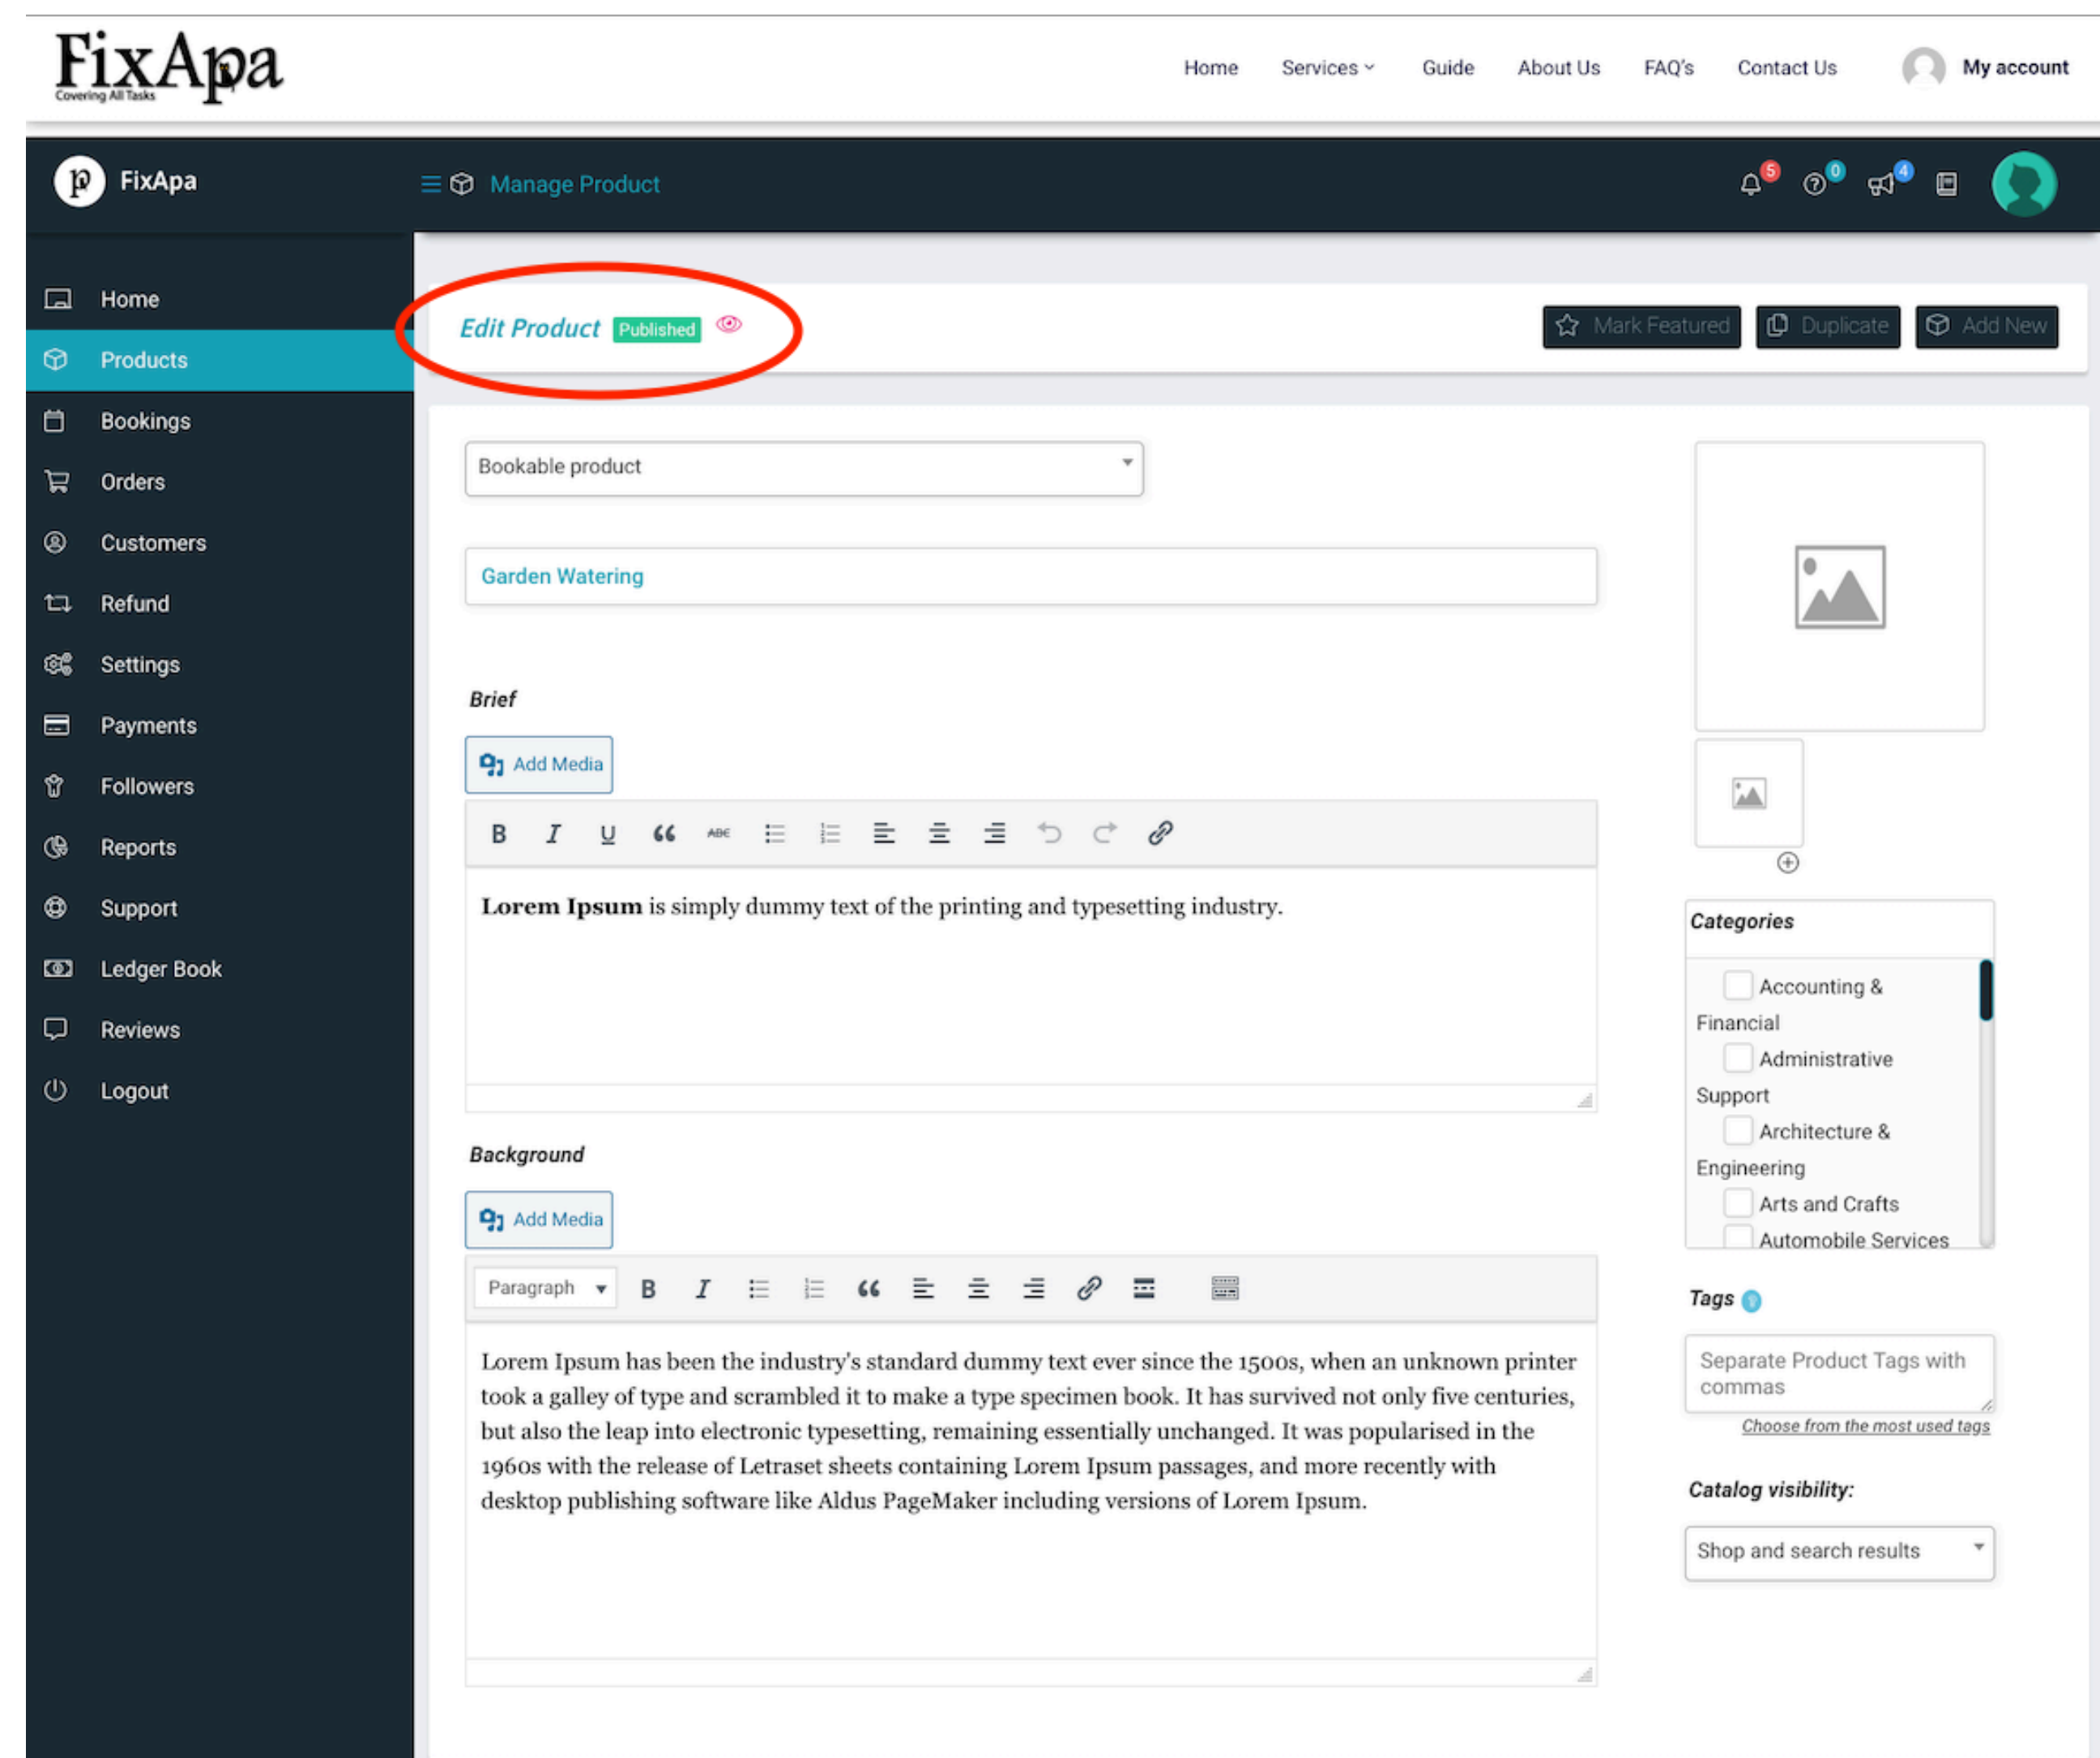 FixApa
Covering All Tasks
Home Services Guide About Us FAQ's Contact Us My account
FixApa
Manage Product
5 0 4
Home
Products
Bookings
Orders
Customers
Refund
Settings
Payments
Followers
Reports
Support
Ledger Book
Reviews
Logout
Edit Product Published
Mark Featured Duplicate Add New
Bookable product
Garden Watering
Brief
Add Media
B I U ABC
Lorem Ipsum is simply dummy text of the printing and typesetting industry.
Background
Add Media
Paragraph B I
Lorem Ipsum has been the industry's standard dummy text ever since the 1500s, when an unknown printer
took a galley of type and scrambled it to make a type specimen book. It has survived not only five centuries,
but also the leap into electronic typesetting, remaining essentially unchanged. It was popularised in the
1960s with the release of Letraset sheets containing Lorem Ipsum passages, and more recently with
desktop publishing software like Aldus PageMaker including versions of Lorem Ipsum.
Categories
Accounting &
Financial
Administrative
Support
Architecture &
Engineering
Arts and Crafts
Automobile Services
Tags
Separate Product Tags with
commas
Choose from the most used tags
Catalog visibility:
Shop and search results